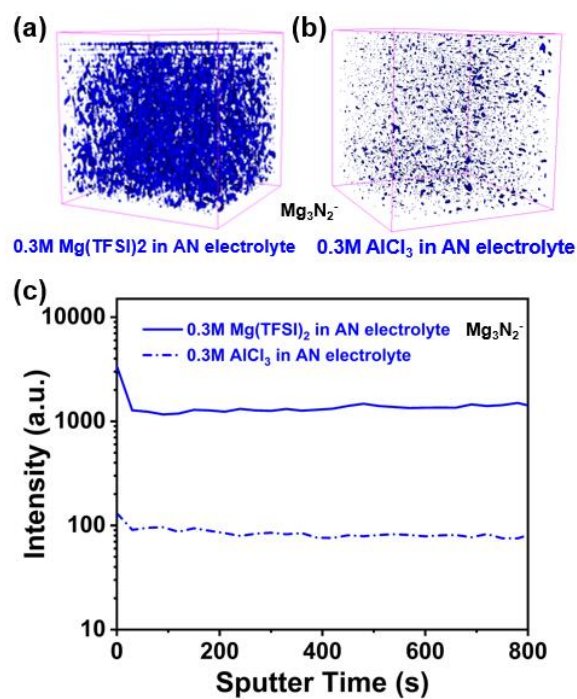 (a)
(b)
Mg₃N₂⁻
0.3M Mg(TFSI)2 in AN electrolyte
0.3M AlCl₃ in AN electrolyte
(c)
0.3M Mg(TFSI)₂ in AN electrolyte
Mg₃N₂⁻
0.3M AlCl₃ in AN electrolyte
Intensity (a.u.)
10000
1000
100
10
0
200
400
600
800
Sputter Time (s)